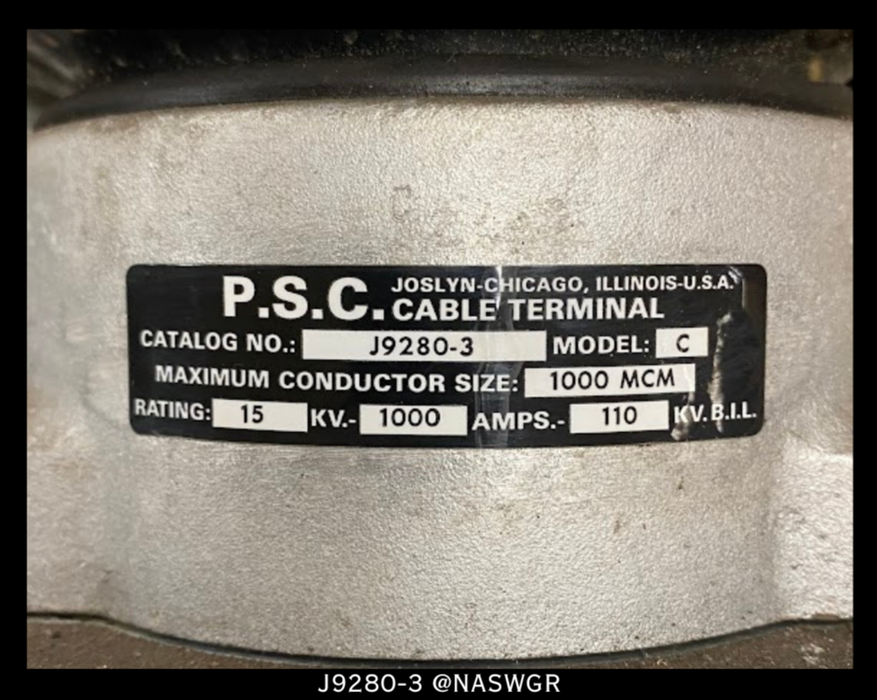 P.S.C. JOSLYN-CHICAGO, ILLINOIS-U.S.A.
CABLE TERMINAL
CATALOG NO.: J9280-3 MODEL: C
MAXIMUM CONDUCTOR SIZE: 1000 MCM
RATING: 15 KV.- 1000 AMPS.- 110 KV.B.I.L.
J9280-3 @NASWGR